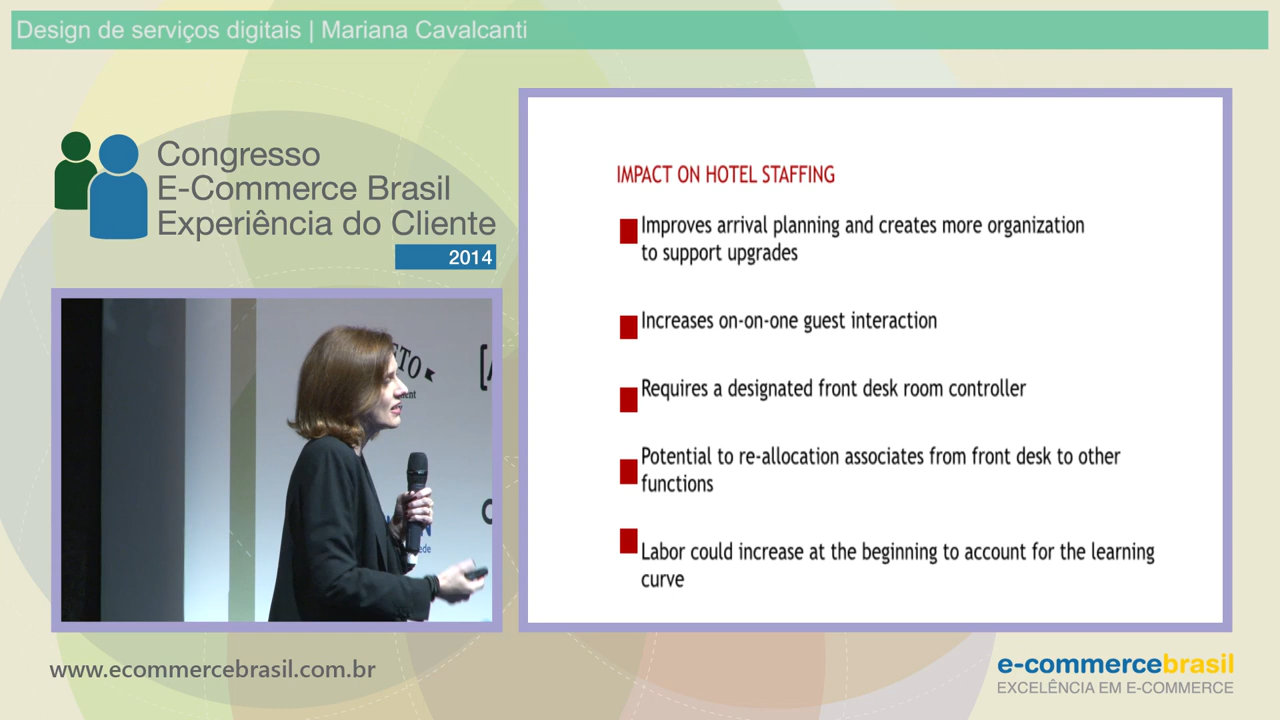 Design de serviços digitais | Mariana Cavalcanti
Congresso
E-Commerce Brasil
Experiência do Cliente
2014
IMPACT ON HOTEL STAFFING
Improves arrival planning and creates more organization
to support upgrades
Increases on-on-one guest interaction
Requires a designated front desk room controller
Potential to re-allocation associates from front desk to other
functions
Labor could increase at the beginning to account for the learning
curve
www.ecommercebrasil.com.br
e-commercebrasil
EXCELÊNCIA EM E-COMMERCE